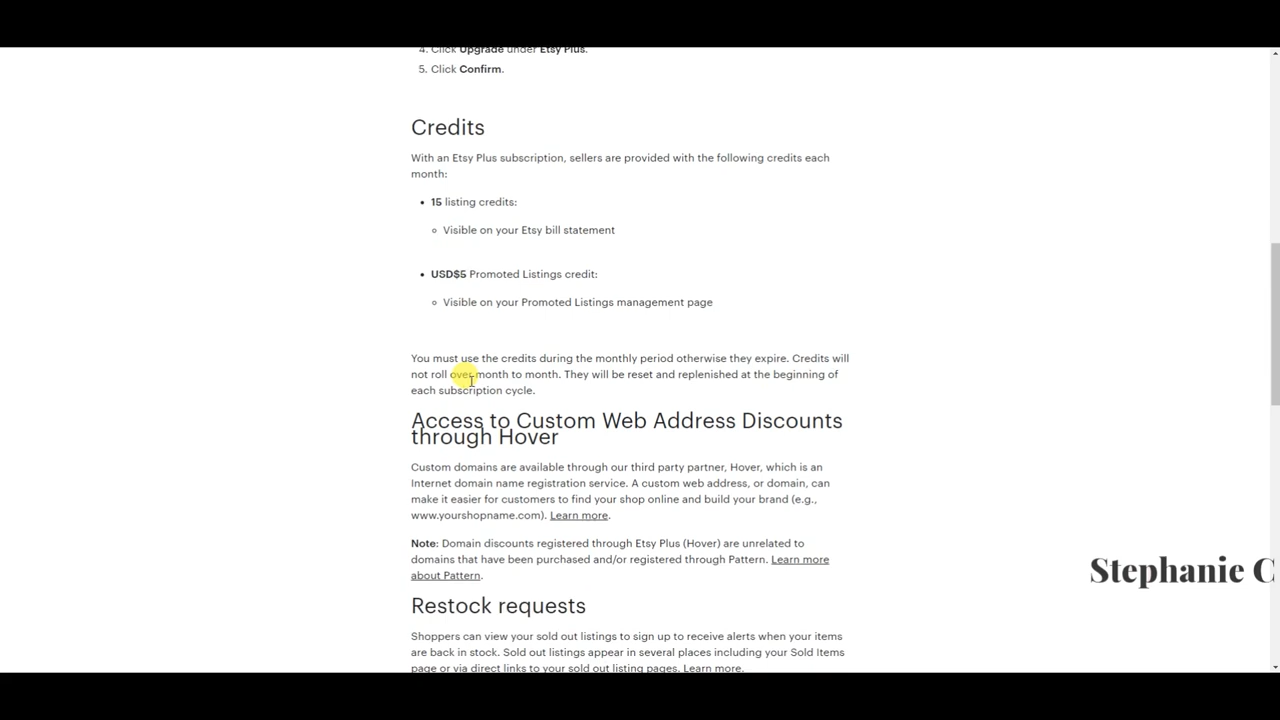 4. Click Upgrade under Etsy Plus.
5. Click Confirm.
Credits
With an Etsy Plus subscription, sellers are provided with the following credits each
month:
• 15 listing credits:
Visible on your Etsy bill statement
• USD$5 Promoted Listings credit:
Visible on your Promoted Listings management page
You must use the credits during the monthly period otherwise they expire. Credits will
not roll over month to month. They will be reset and replenished at the beginning of
each subscription cycle.
Access to Custom Web Address Discounts
through Hover
Custom domains are available through our third party partner, Hover, which is an
Internet domain name registration service. A custom web address, or domain, can
make it easier for customers to find your shop online and build your brand (e.g.,
www.yourshopname.com). Learn more.
Note: Domain discounts registered through Etsy Plus (Hover) are unrelated to
domains that have been purchased and/or registered through Pattern. Learn more
about Pattern.
Stephanie C
Restock requests
Shoppers can view your sold out listings to sign up to receive alerts when your items
are back in stock. Sold out listings appear in several places including your Sold Items
page or via direct links to your sold out listing pages. Learn more.